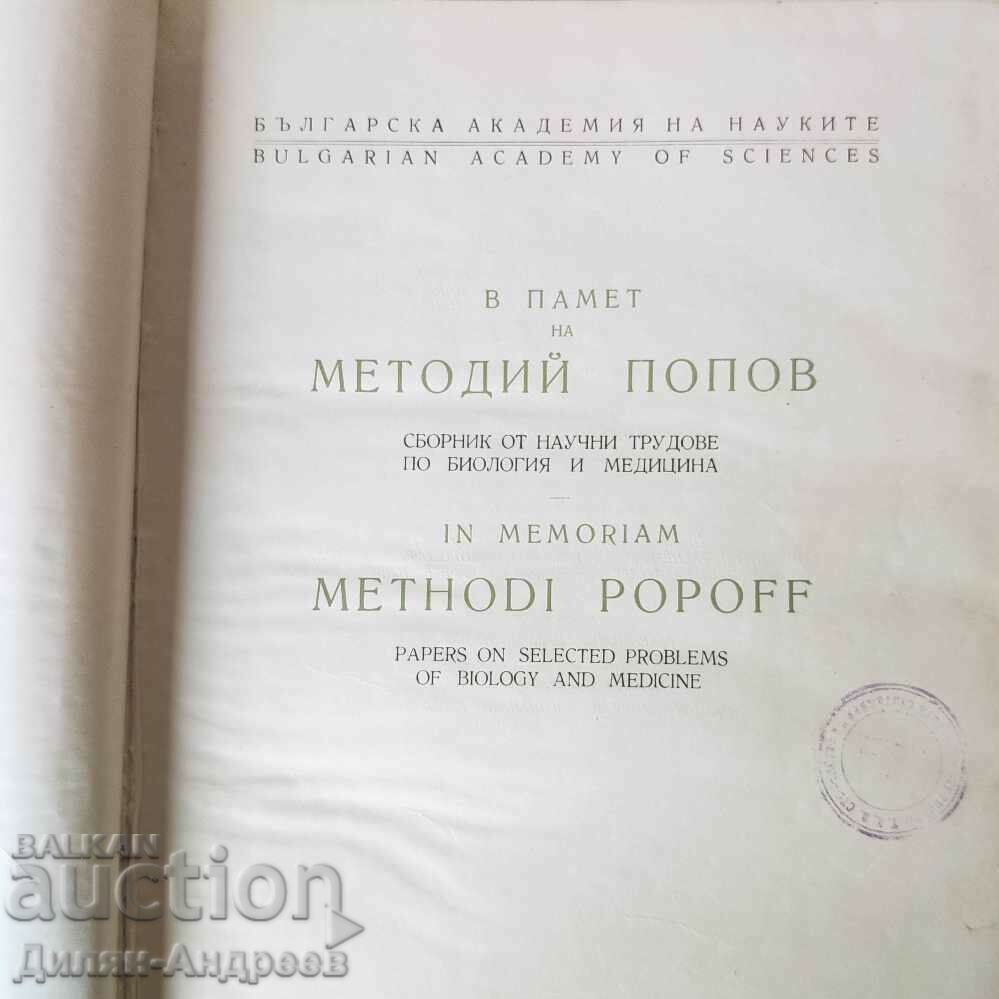 БЪЛГАРСКА АКАДЕМИЯ НА НАУКИТЕ
BULGARIAN ACADEMY OF SCIENCES
В ПАМЕТ
НА
МЕТОДИЙ ПОПОВ
СБОРНИК ОТ НАУЧНИ ТРУДОВЕ
ПО БИОЛОГИЯ И МЕДИЦИНА
IN MEMORIAM
METHODI POPOFF
PAPERS ON SELECTED PROBLEMS
OF BIOLOGY AND MEDICINE
BALKAN
auction
Дилян-Андреев